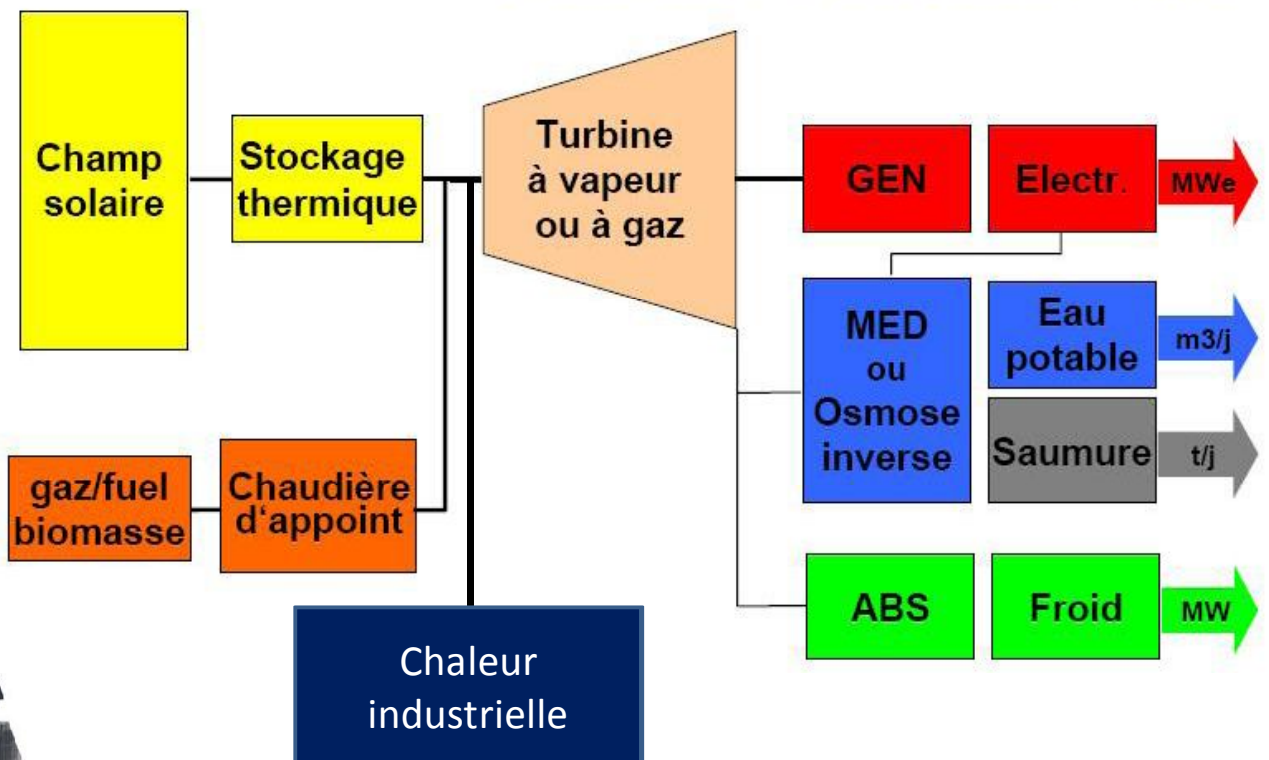 Champ
solaire
Stockage
thermique
Turbine
à vapeur
ou à gaz
GEN
Electr.
MWe
MED
ou
Osmose
inverse
Eau
potable
m3/j
Saumure
t/j
gaz/fuel
biomasse
Chaudière
d‘appoint
ABS
Froid
MW
Chaleur
industrielle